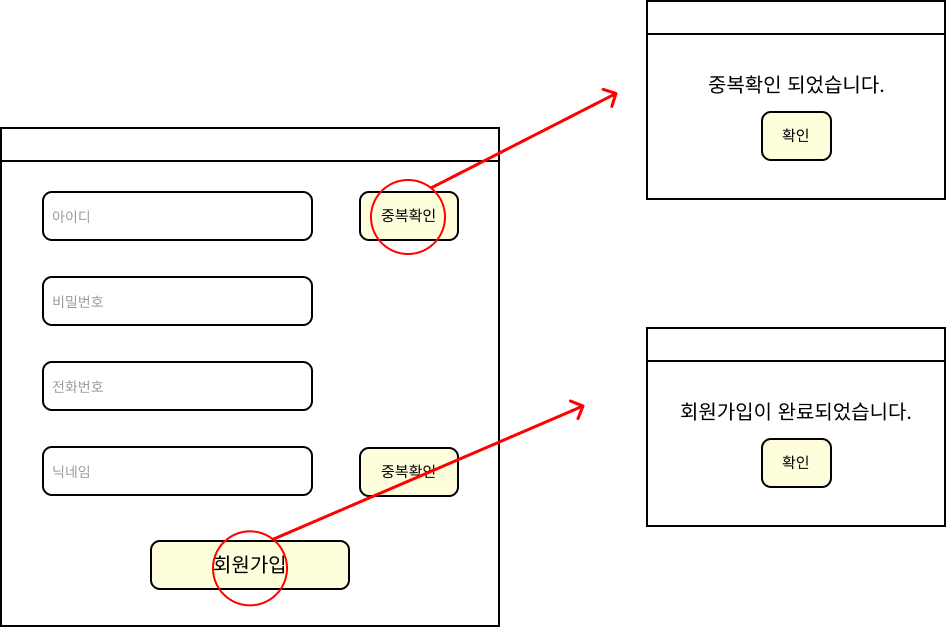 아이디
중복확인
비밀번호
전화번호
닉네임
중복확인
회원가입
중복확인 되었습니다.
확인
회원가입이 완료되었습니다.
확인